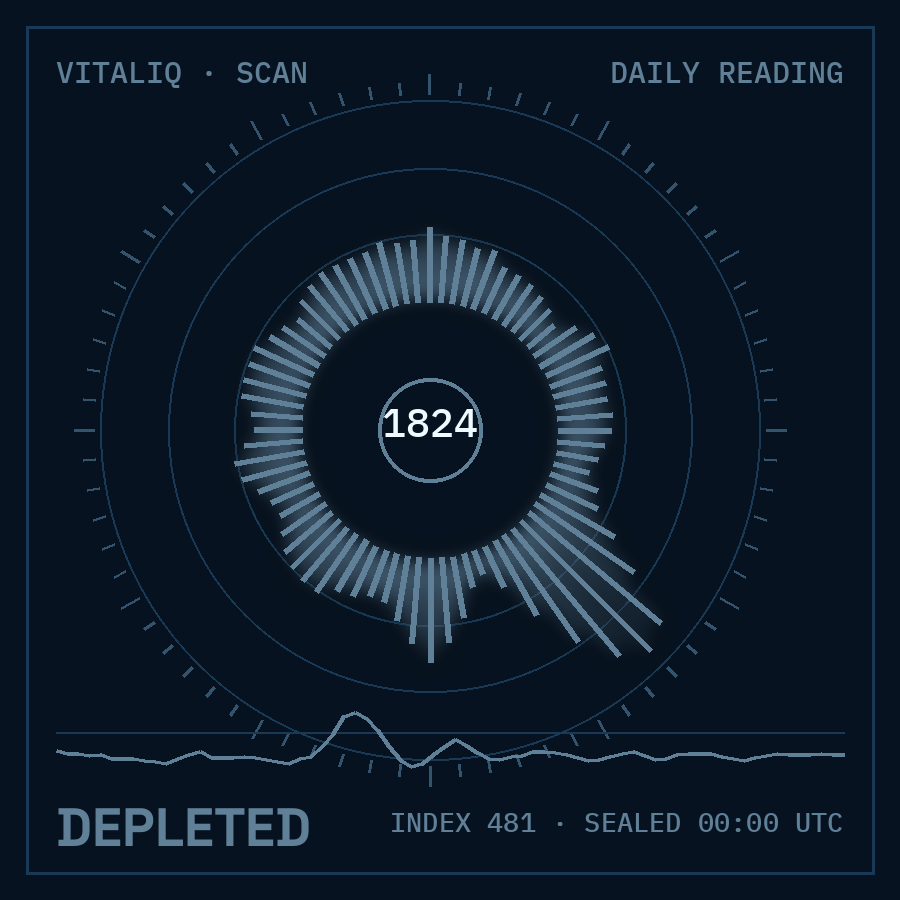 VITALIQ · SCAN
DAILY READING
1824
DEPLETED
INDEX 481 · SEALED 00:00 UTC